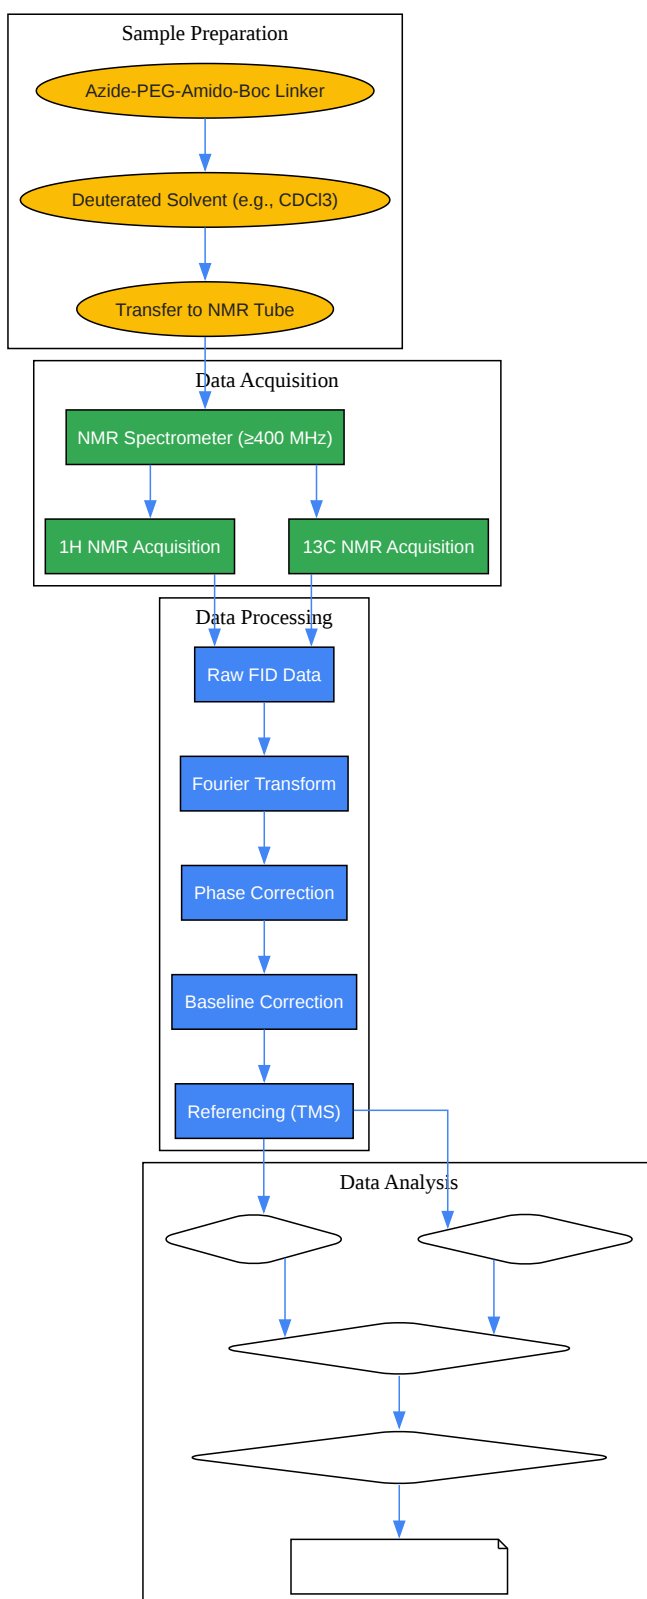 Sample Preparation
Azide-PEG-Amido-Boc Linker
Deuterated Solvent (e.g., CDCl3)
Transfer to NMR Tube
Data Acquisition
NMR Spectrometer (≥400 MHz)
1H NMR Acquisition
13C NMR Acquisition
Data Processing
Raw FID Data
Fourier Transform
Phase Correction
Baseline Correction
Referencing (TMS)
Data Analysis